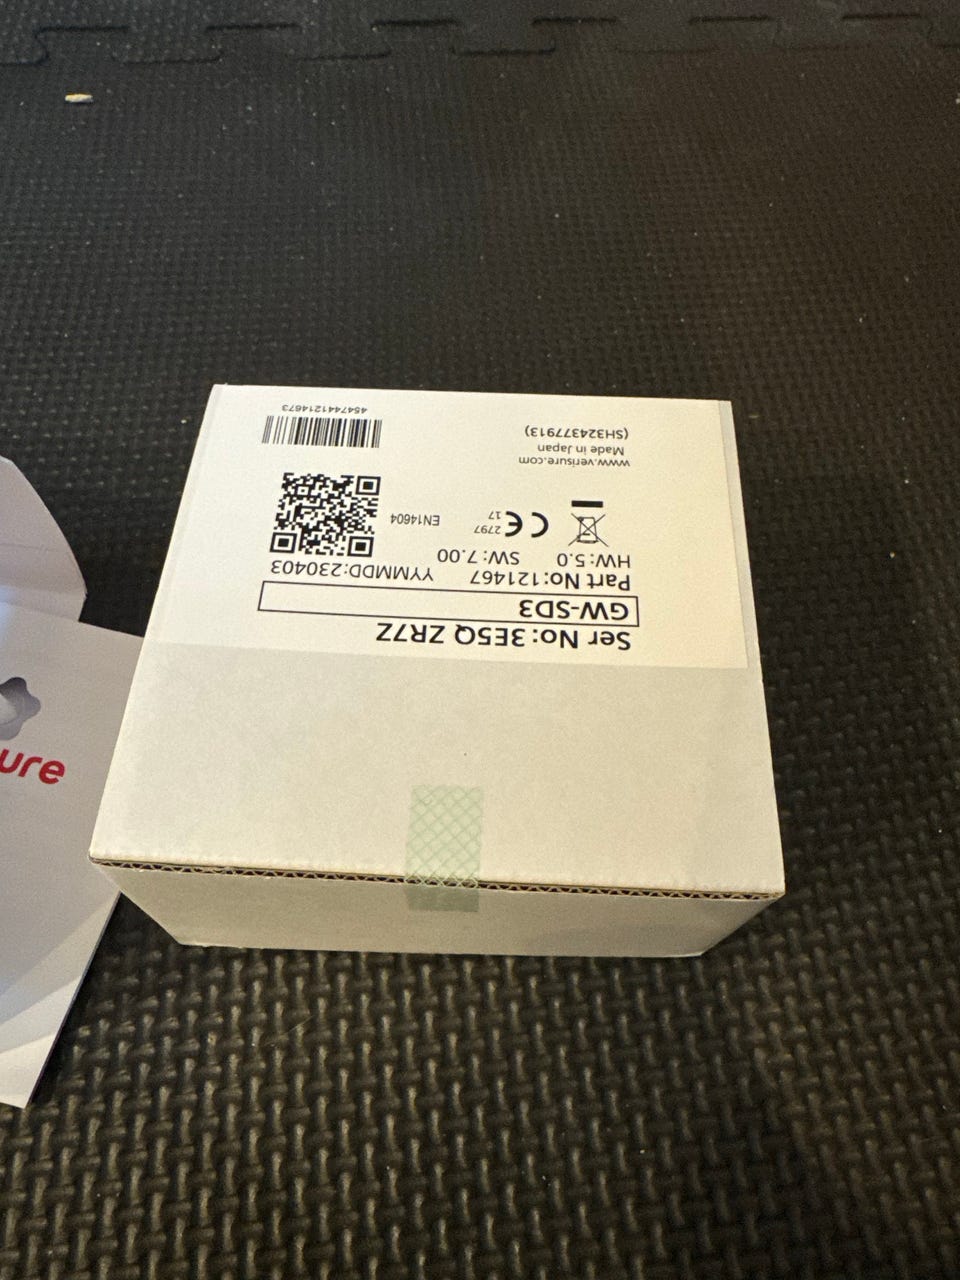 Ser No: 3E5Q ZR7Z
GW-SD3
Part No:121467 YYMMDD:230403
HW:5.0 SW:7.00
2797
17
EN14604
www.verisure.com
Made in Japan
(SH32437713)
4547441214673
ure